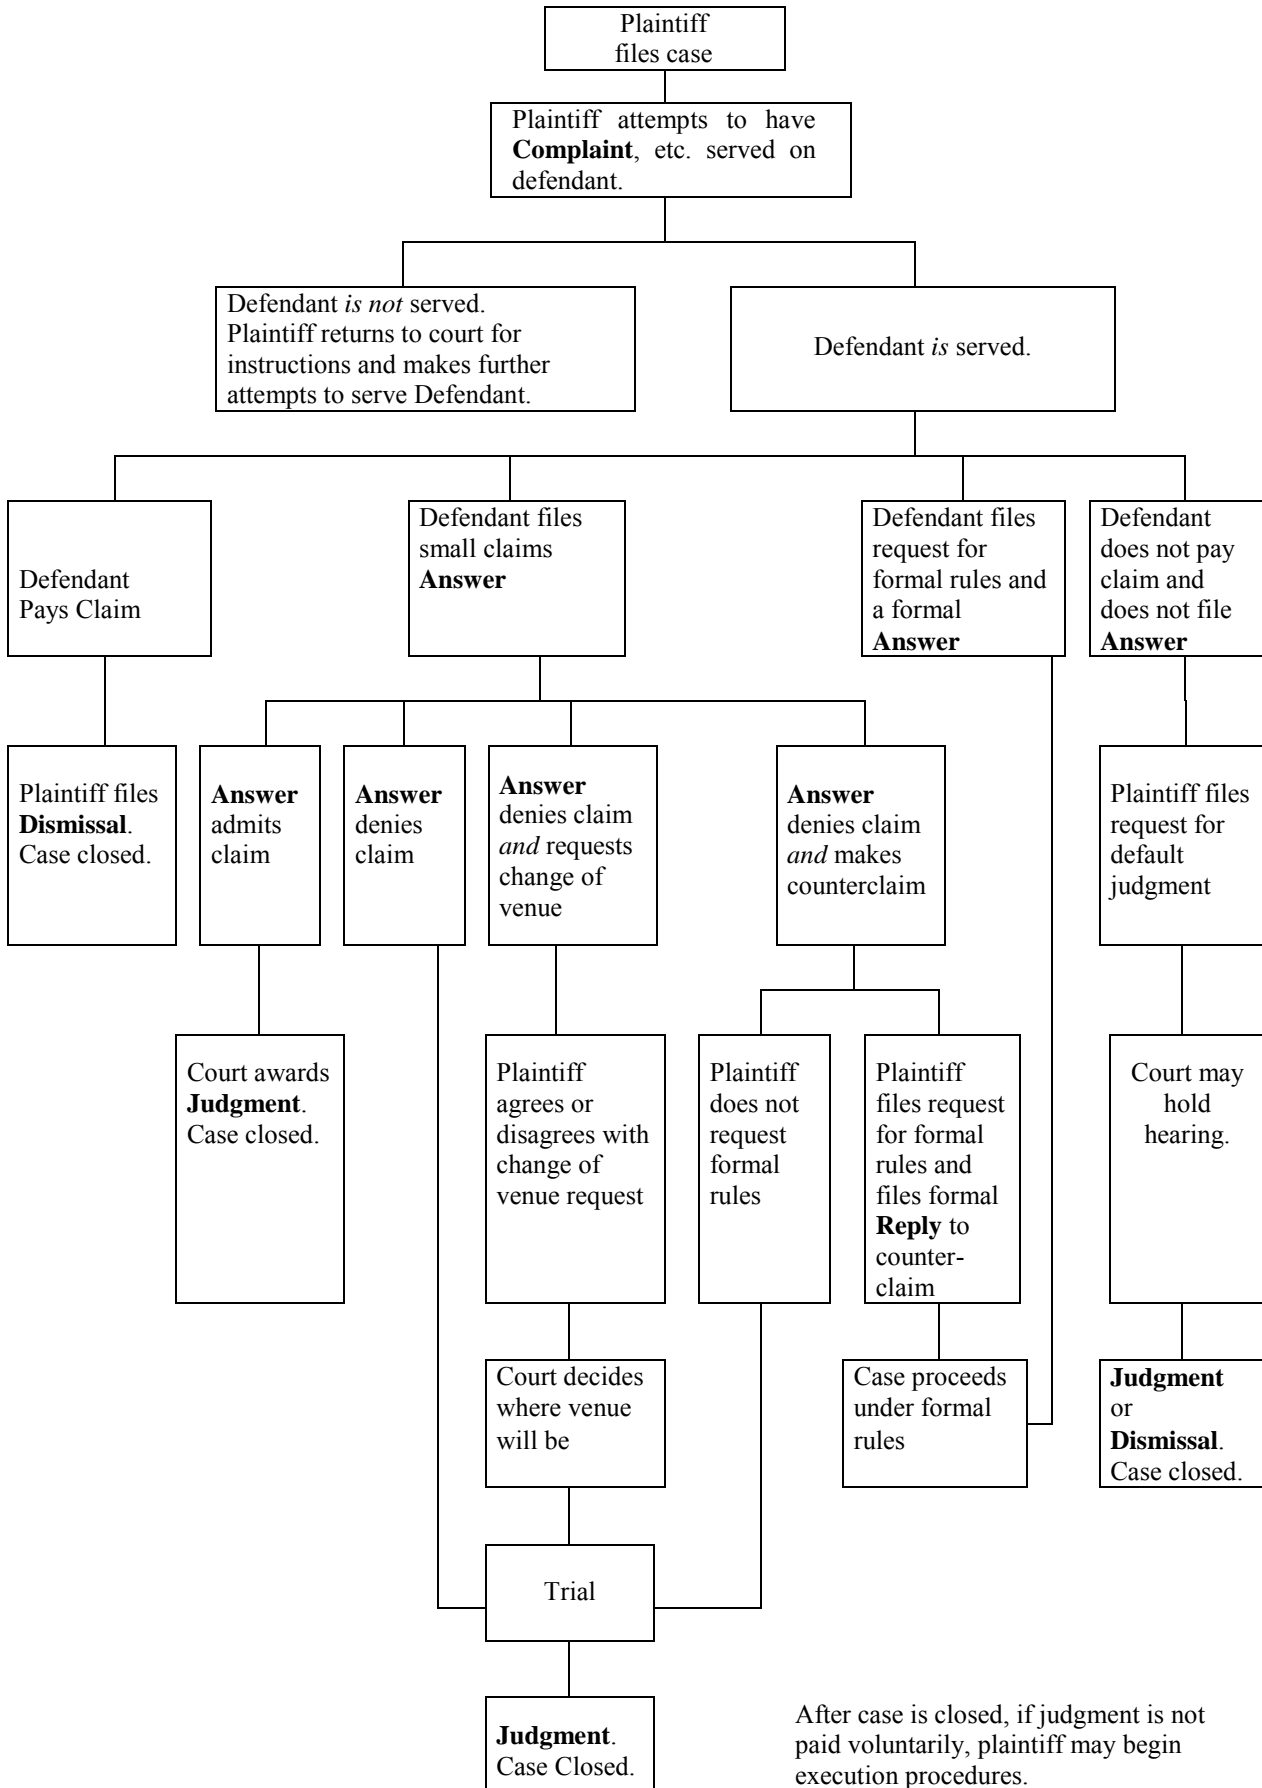 Plaintiff
files case
Plaintiff attempts to have
Complaint, etc. served on
defendant.
Defendant is not served.
Plaintiff returns to court for
instructions and makes further
attempts to serve Defendant.
Defendant is served.
Defendant
Pays Claim
Defendant files
small claims
Answer
Defendant files
request for
formal rules and
a formal
Answer
Defendant
does not pay
claim and
does not file
Answer
Plaintiff files
Dismissal.
Case closed.
Answer
admits
claim
Answer
denies
claim
Answer
denies claim
and requests
change of
venue
Answer
denies claim
and makes
counterclaim
Plaintiff files
request for
default
judgment
Court awards
Judgment.
Case closed.
Plaintiff
agrees or
disagrees with
change of
venue request
Plaintiff
does not
request
formal
rules
Plaintiff
files request
for formal
rules and
files formal
Reply to
counter-
claim
Court may
hold
hearing.
Court decides
where venue
will be
Case proceeds
under formal
rules
Judgment
or
Dismissal.
Case closed.
Trial
Judgment.
Case Closed.
After case is closed, if judgment is not
paid voluntarily, plaintiff may begin
execution procedures.